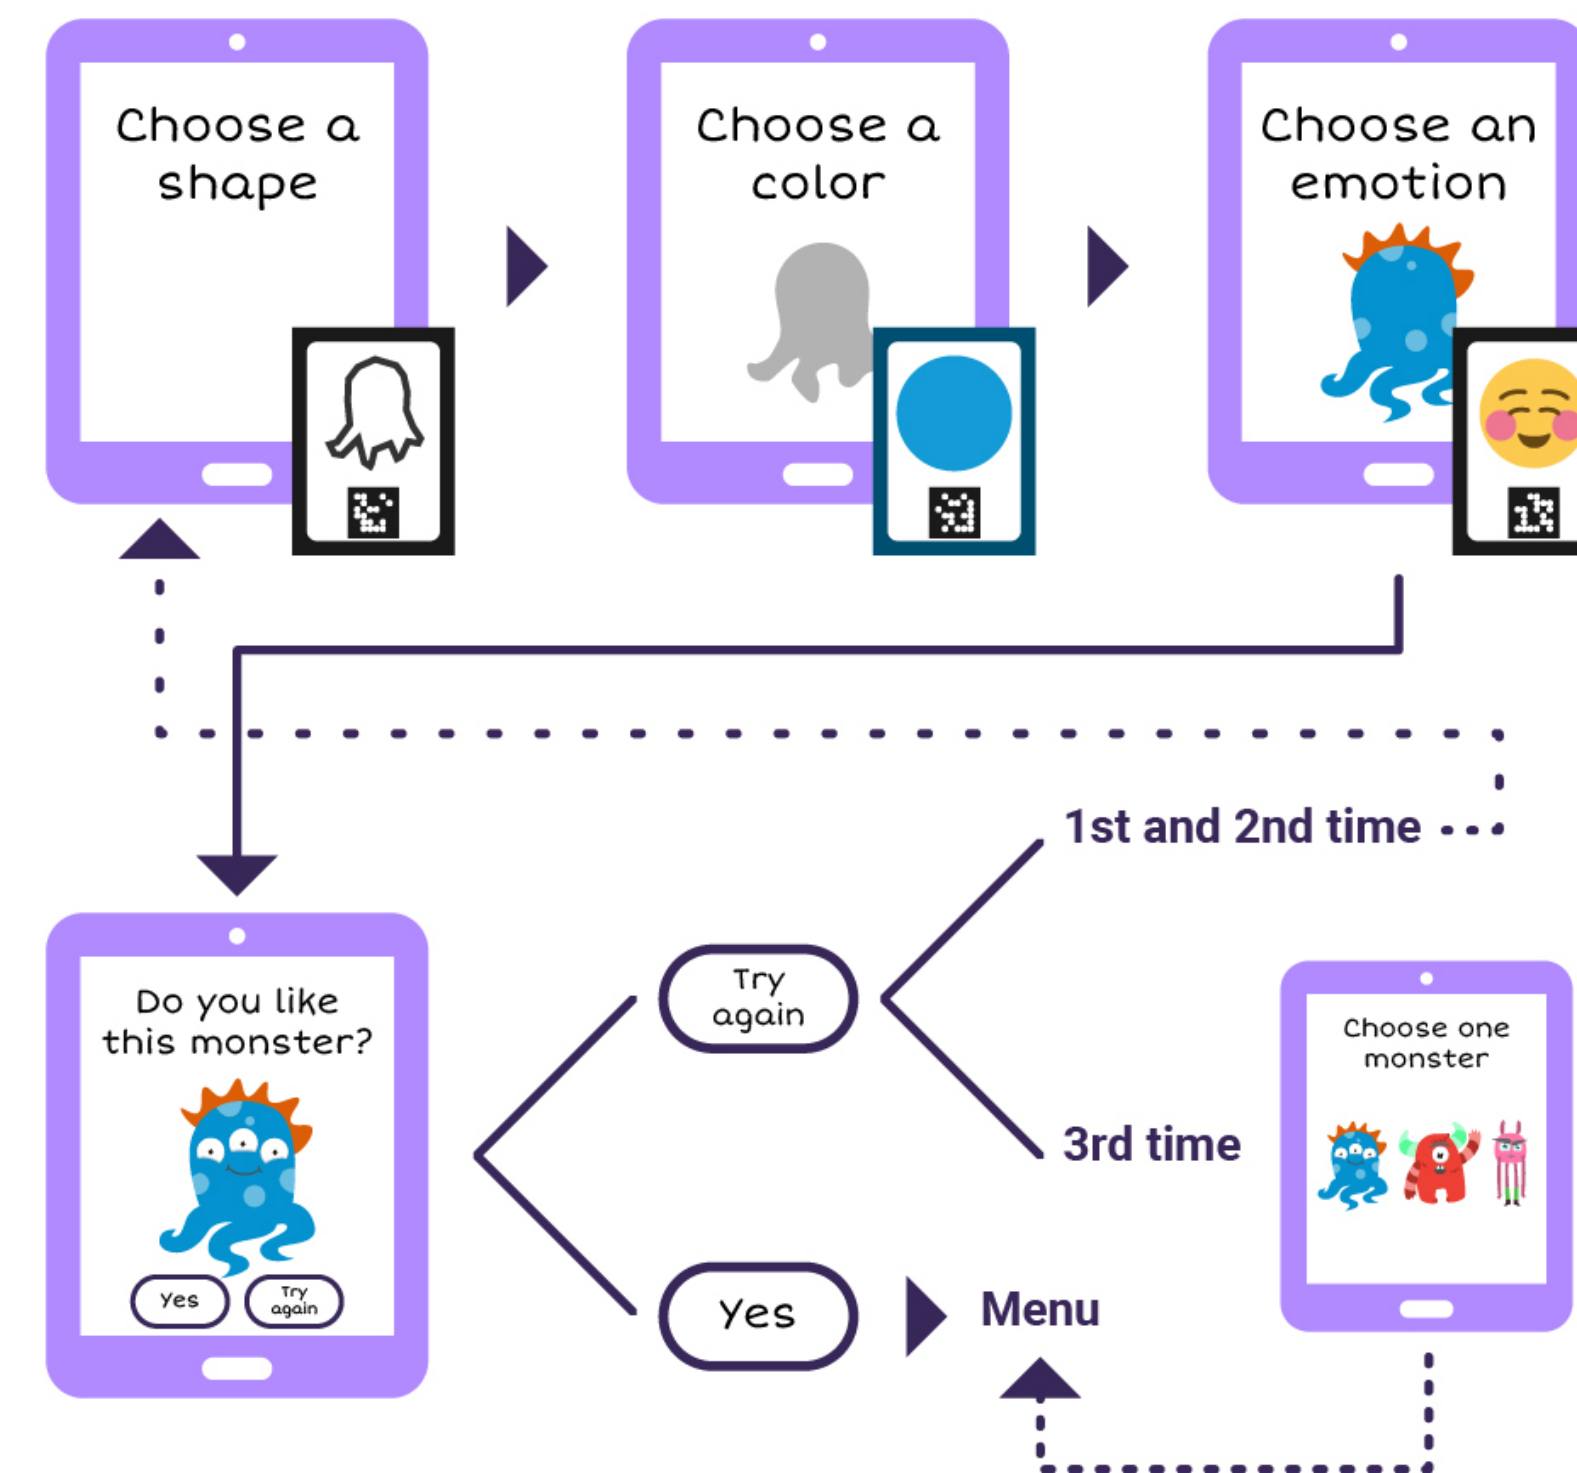 Choose a
shape
Choose a
color
Choose an
emotion
1st and 2nd time
Do you like
this monster?
Yes
Try
again
Try
again
3rd time
Yes
Menu
Choose one
monster